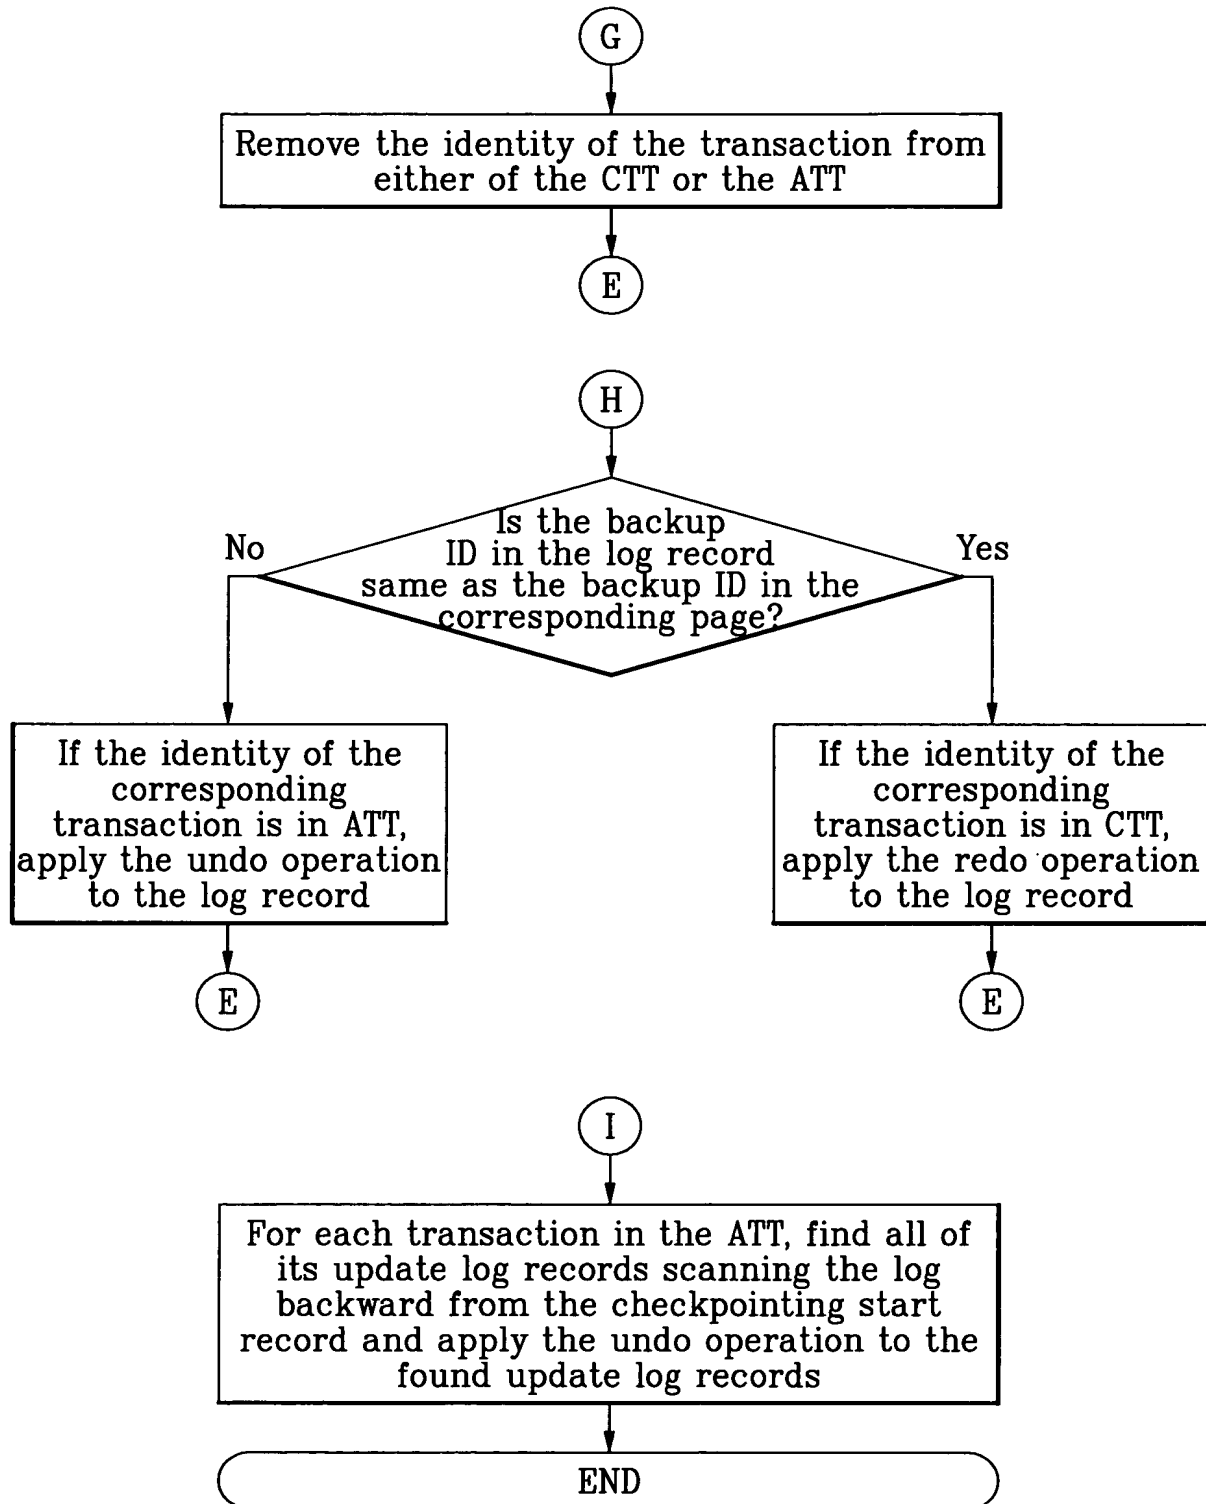 G
Remove the identity of the transaction from
either of the CTT or the ATT
E
H
Is the backup
ID in the log record
same as the backup ID in the
corresponding page?
No
Yes
If the identity of the
corresponding
transaction is in ATT,
apply the undo operation
to the log record
E
If the identity of the
corresponding
transaction is in CTT,
apply the redo operation
to the log record
E
I
For each transaction in the ATT, find all of
its update log records scanning the log
backward from the checkpointing start
record and apply the undo operation to the
found update log records
END